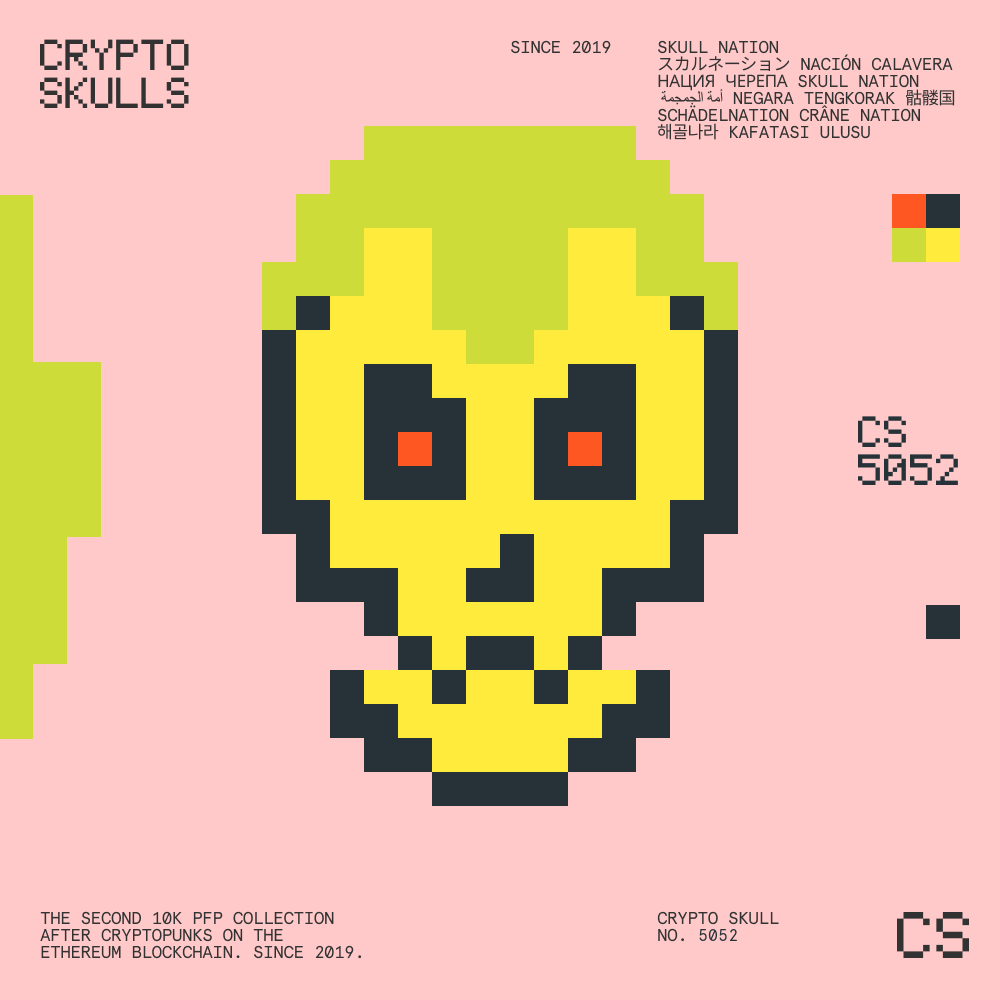 CRYPTO
SKULLS
SINCE 2019
SKULL NATION
スカルネーション NACIÓN CALAVERA
НАЦИЯ ЧЕРЕПА SKULL NATION
أمة الجمجمة NEGARA TENGKORAK 骷髅国
SCHÄDELNATION CRÂNE NATION
해골나라 KAFATASI ULUSU
CS
5052
THE SECOND 10K PFP COLLECTION
AFTER CRYPTOPUNKS ON THE
ETHEREUM BLOCKCHAIN. SINCE 2019.
CRYPTO SKULL
NO. 5052
CS